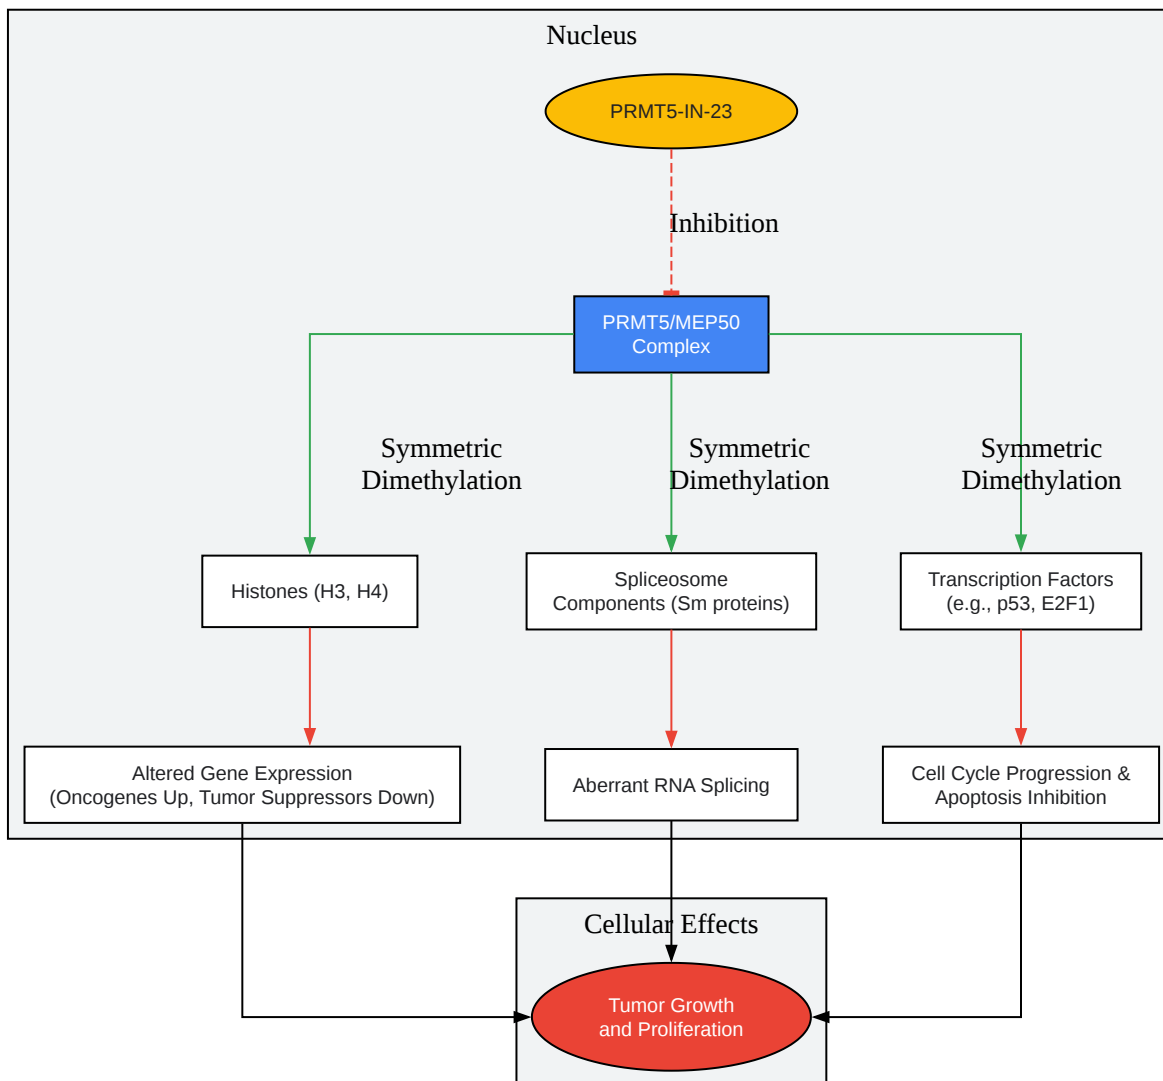 Nucleus
PRMT5-IN-23
Inhibition
PRMT5/MEP50
Complex
Symmetric
Dimethylation
Symmetric
Dimethylation
Symmetric
Dimethylation
Histones (H3, H4)
Spliceosome
Components (Sm proteins)
Transcription Factors
(e.g., p53, E2F1)
Altered Gene Expression
(Oncogenes Up, Tumor Suppressors Down)
Aberrant RNA Splicing
Cell Cycle Progression &
Apoptosis Inhibition
Cellular Effects
Tumor Growth
and Proliferation